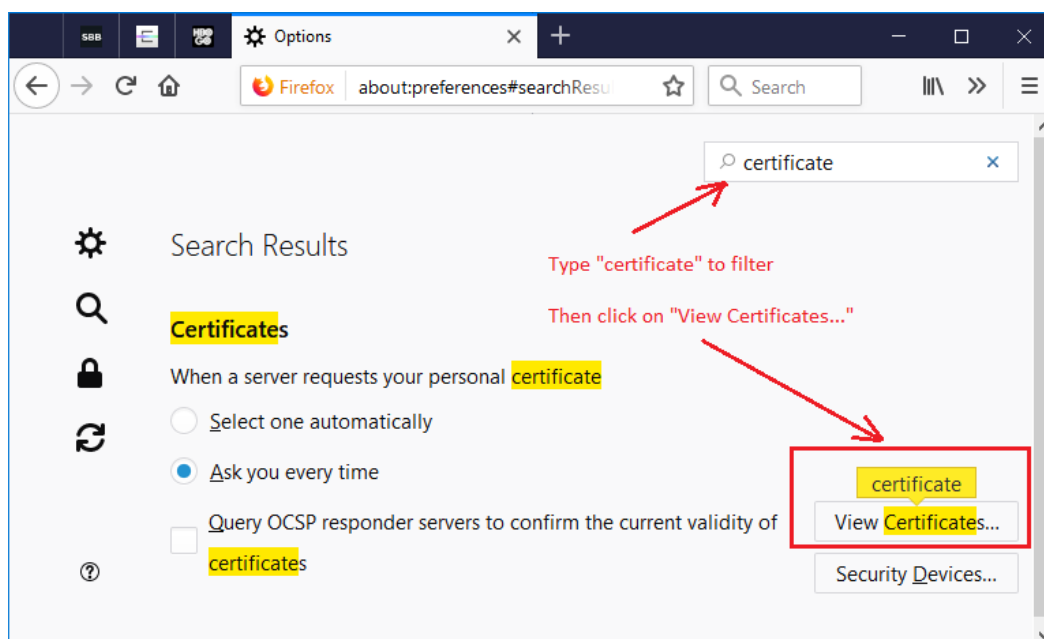 SBB
HBO GO
Options
Firefox
about:preferences#searchResu
Search
certificate
Search Results
Type "certificate" to filter
Then click on "View Certificates..."
Certificates
When a server requests your personal certificate
Select one automatically
Ask you every time
certificate
Query OCSP responder servers to confirm the current validity of
certificates
View Certificates...
Security Devices...